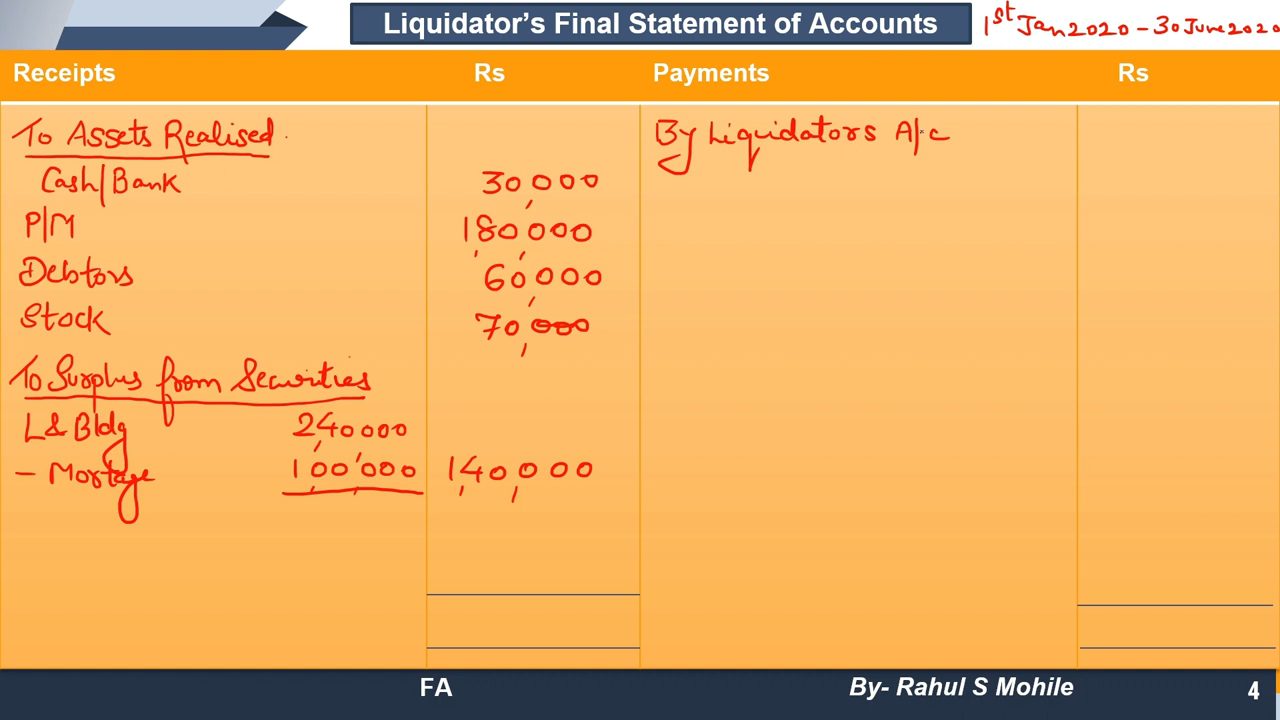 Liquidator's Final Statement of Accounts
1st Jan 2020 - 30 June 2020
Receipts Rs Payments Rs
To Assets Realised
By Liquidators A/c
Cash/Bank 30,000
P/M 1,80,000
Debtors 60,000
Stock 70,000
To Surplus from Securities
L & Bldg 2,40,000
- Mortage 1,00,000 1,40,000
FA
By- Rahul S Mohile
4